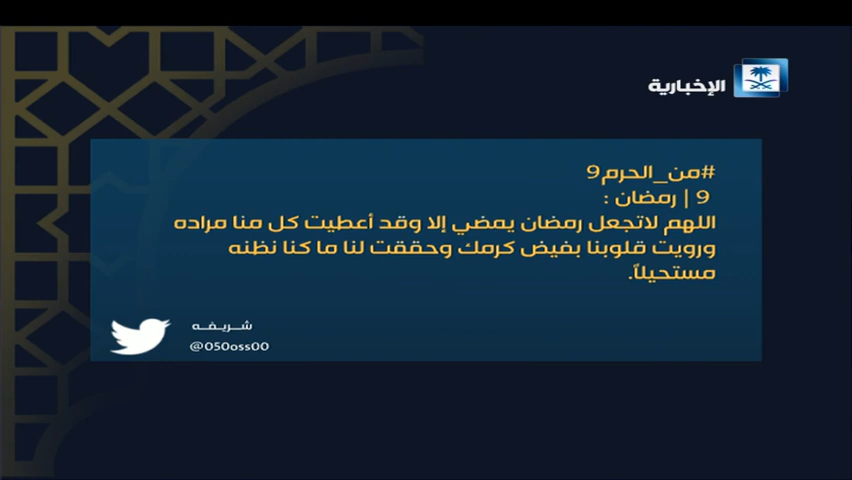 الإخبارية
#من_الحرم9
9 | رمضان :
اللهم لاتجعل رمضان يمضي إلا وقد أعطيت كل منا مراده
ورويت قلوبنا بفيض كرمك وحققت لنا ما كنا نظنه
مستحيلاً.
شـريـفـه
@050oss00